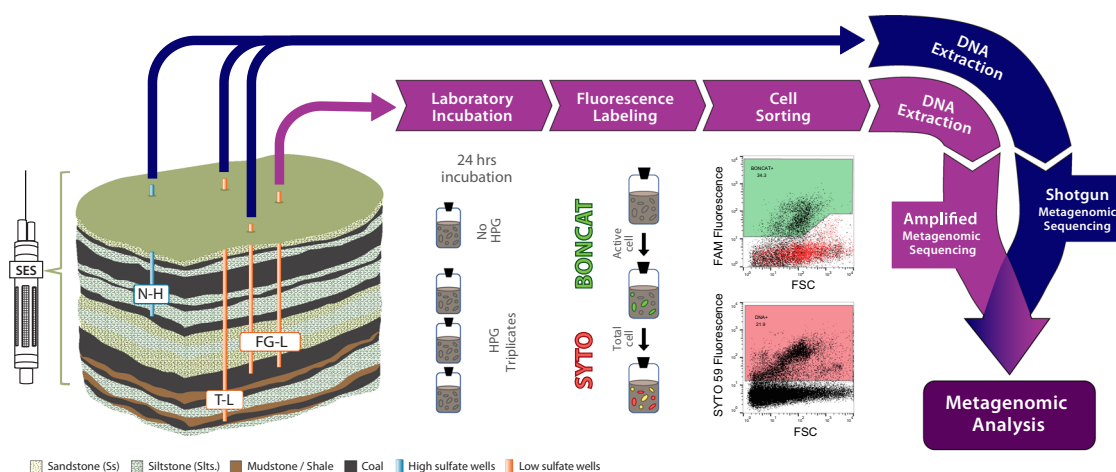 DNA
Extraction
Laboratory
Incubation
Fluorescence
Labeling
Cell
Sorting
DNA
Extraction
24 hrs
incubation
No
HPG
HPG
Triplicates
BONCAT
SYTO
Active
cell
Total
cell
BONCAT+
34.3
FAM Fluorescence
FSC
DNA+
21.9
SYTO 59 Fluorescence
FSC
Amplified
Metagenomic
Sequencing
Shotgun
Metagenomic
Sequencing
Metagenomic
Analysis
SES
N-H
FG-L
T-L
Sandstone (Ss)
Siltstone (Slts.)
Mudstone / Shale
Coal
High sulfate wells
Low sulfate wells